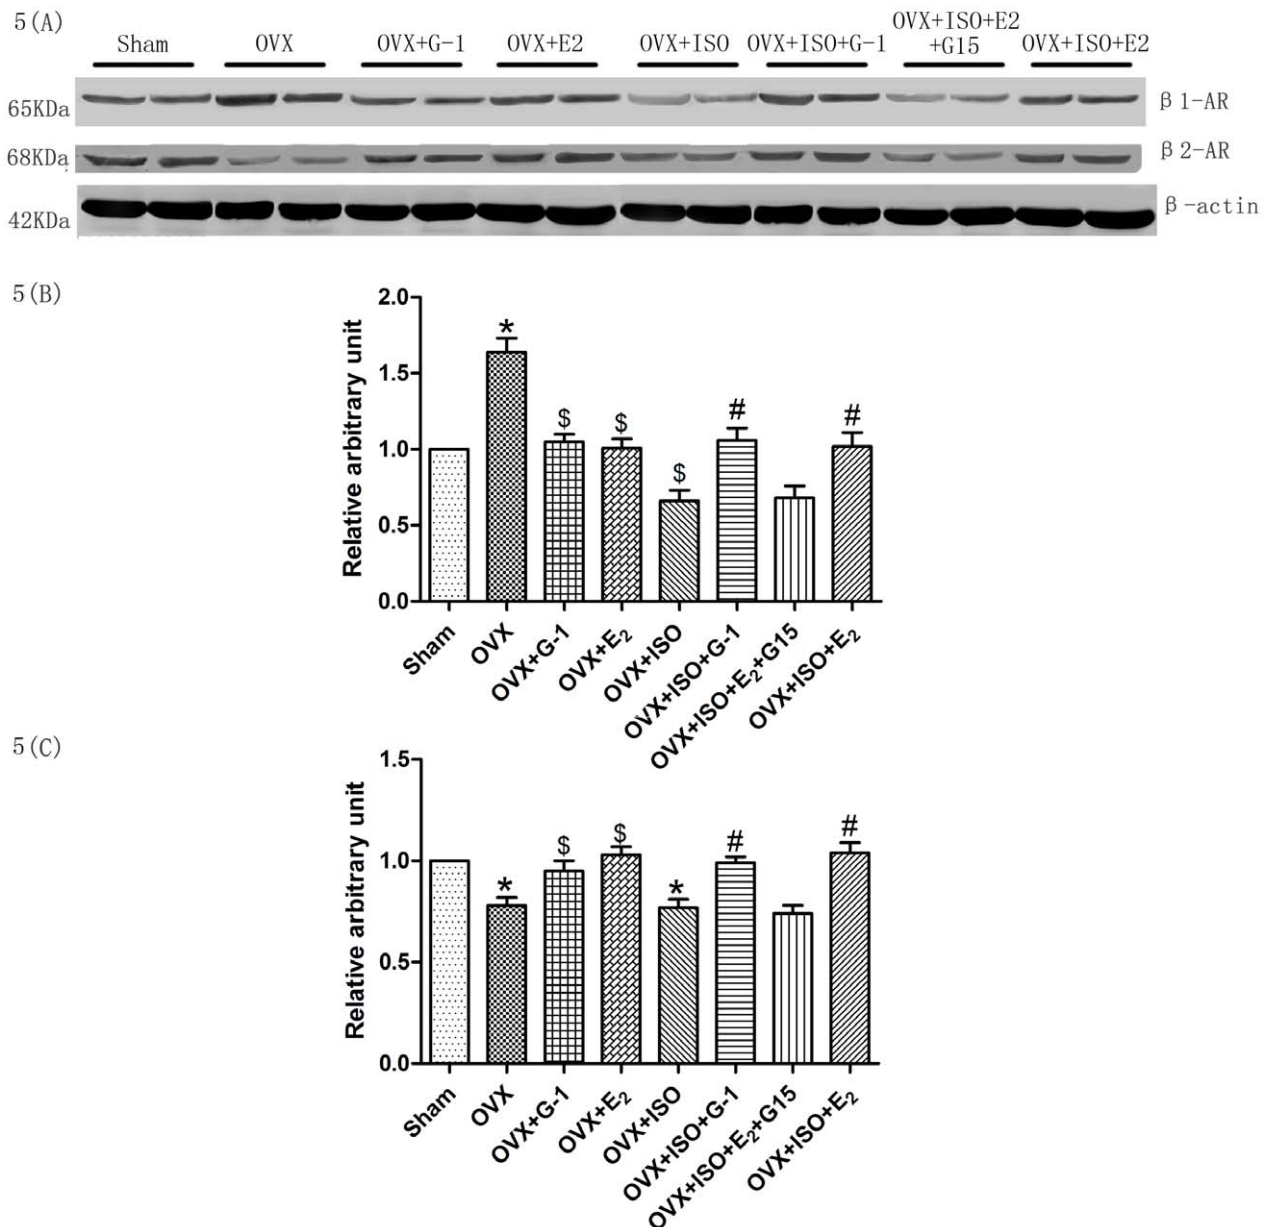 5(A)
Sham OVX OVX+G-1 OVX+E2 OVX+ISO OVX+ISO+G-1 OVX+ISO+E2 +G15 OVX+ISO+E2
65KDa β1-AR
68KDa β2-AR
42KDa β-actin
5(B)
Relative arbitrary unit
2.0
1.5
1.0
0.5
0.0
* $ $ $ # #
Sham OVX OVX+G-1 OVX+E₂ OVX+ISO OVX+ISO+G-1 OVX+ISO+E₂+G15 OVX+ISO+E₂
5(C)
Relative arbitrary unit
1.5
1.0
0.5
0.0
* $ $ * # #
Sham OVX OVX+G-1 OVX+E₂ OVX+ISO OVX+ISO+G-1 OVX+ISO+E₂+G15 OVX+ISO+E₂